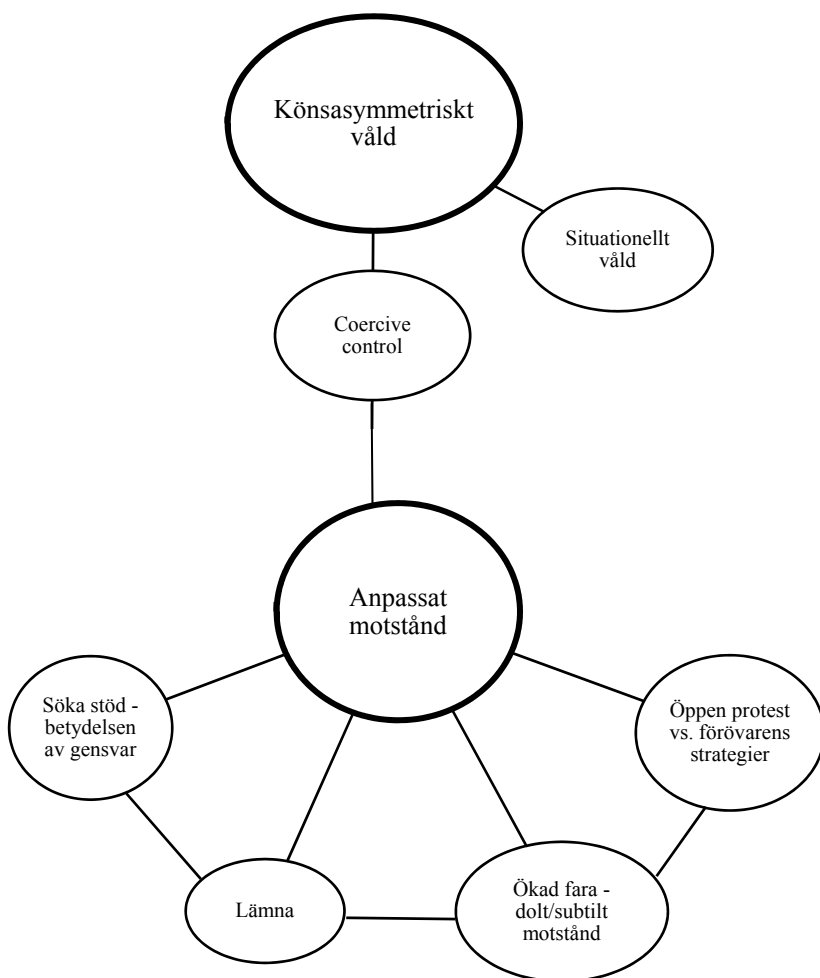 Könsasymmetriskt
våld
Situationellt
våld
Coercive
control
Anpassat
motstånd
Söka stöd -
betydelsen
av gensvar
Öppen protest
vs. förövarens
strategier
Lämna
Ökad fara -
dolt/subtilt
motstånd